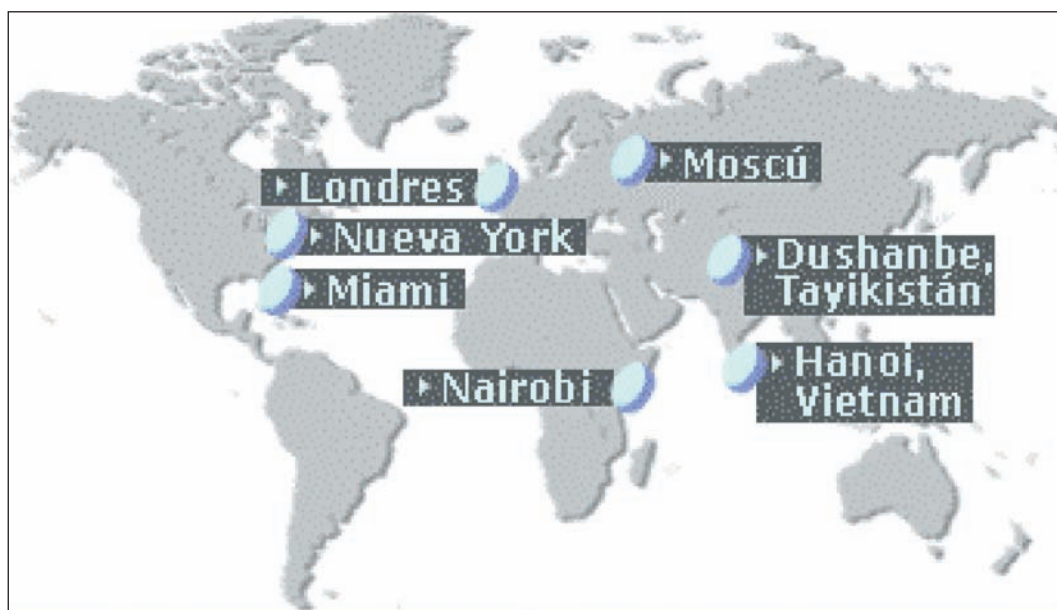 Moscú
Londres
Nueva York
Dushanbe,
Tayikistán
Miami
Hanoi,
Vietnam
Nairobi